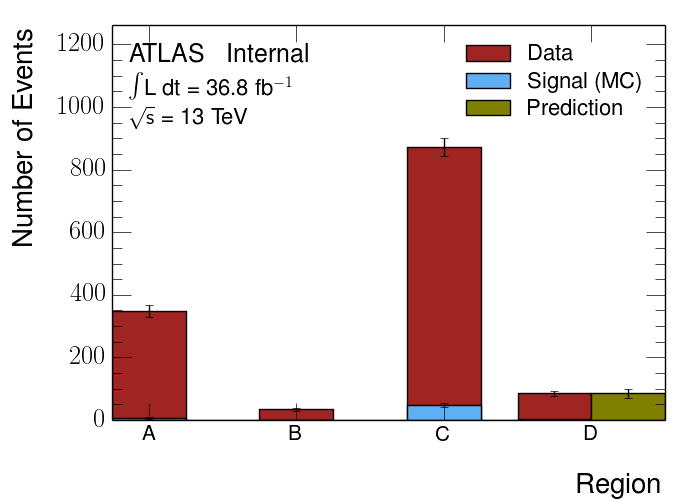 Number of Events
1200
1000
800
600
400
200
0
ATLAS Internal
∫L dt = 36.8 fb⁻¹
√s = 13 TeV
Data
Signal (MC)
Prediction
A B C D
Region